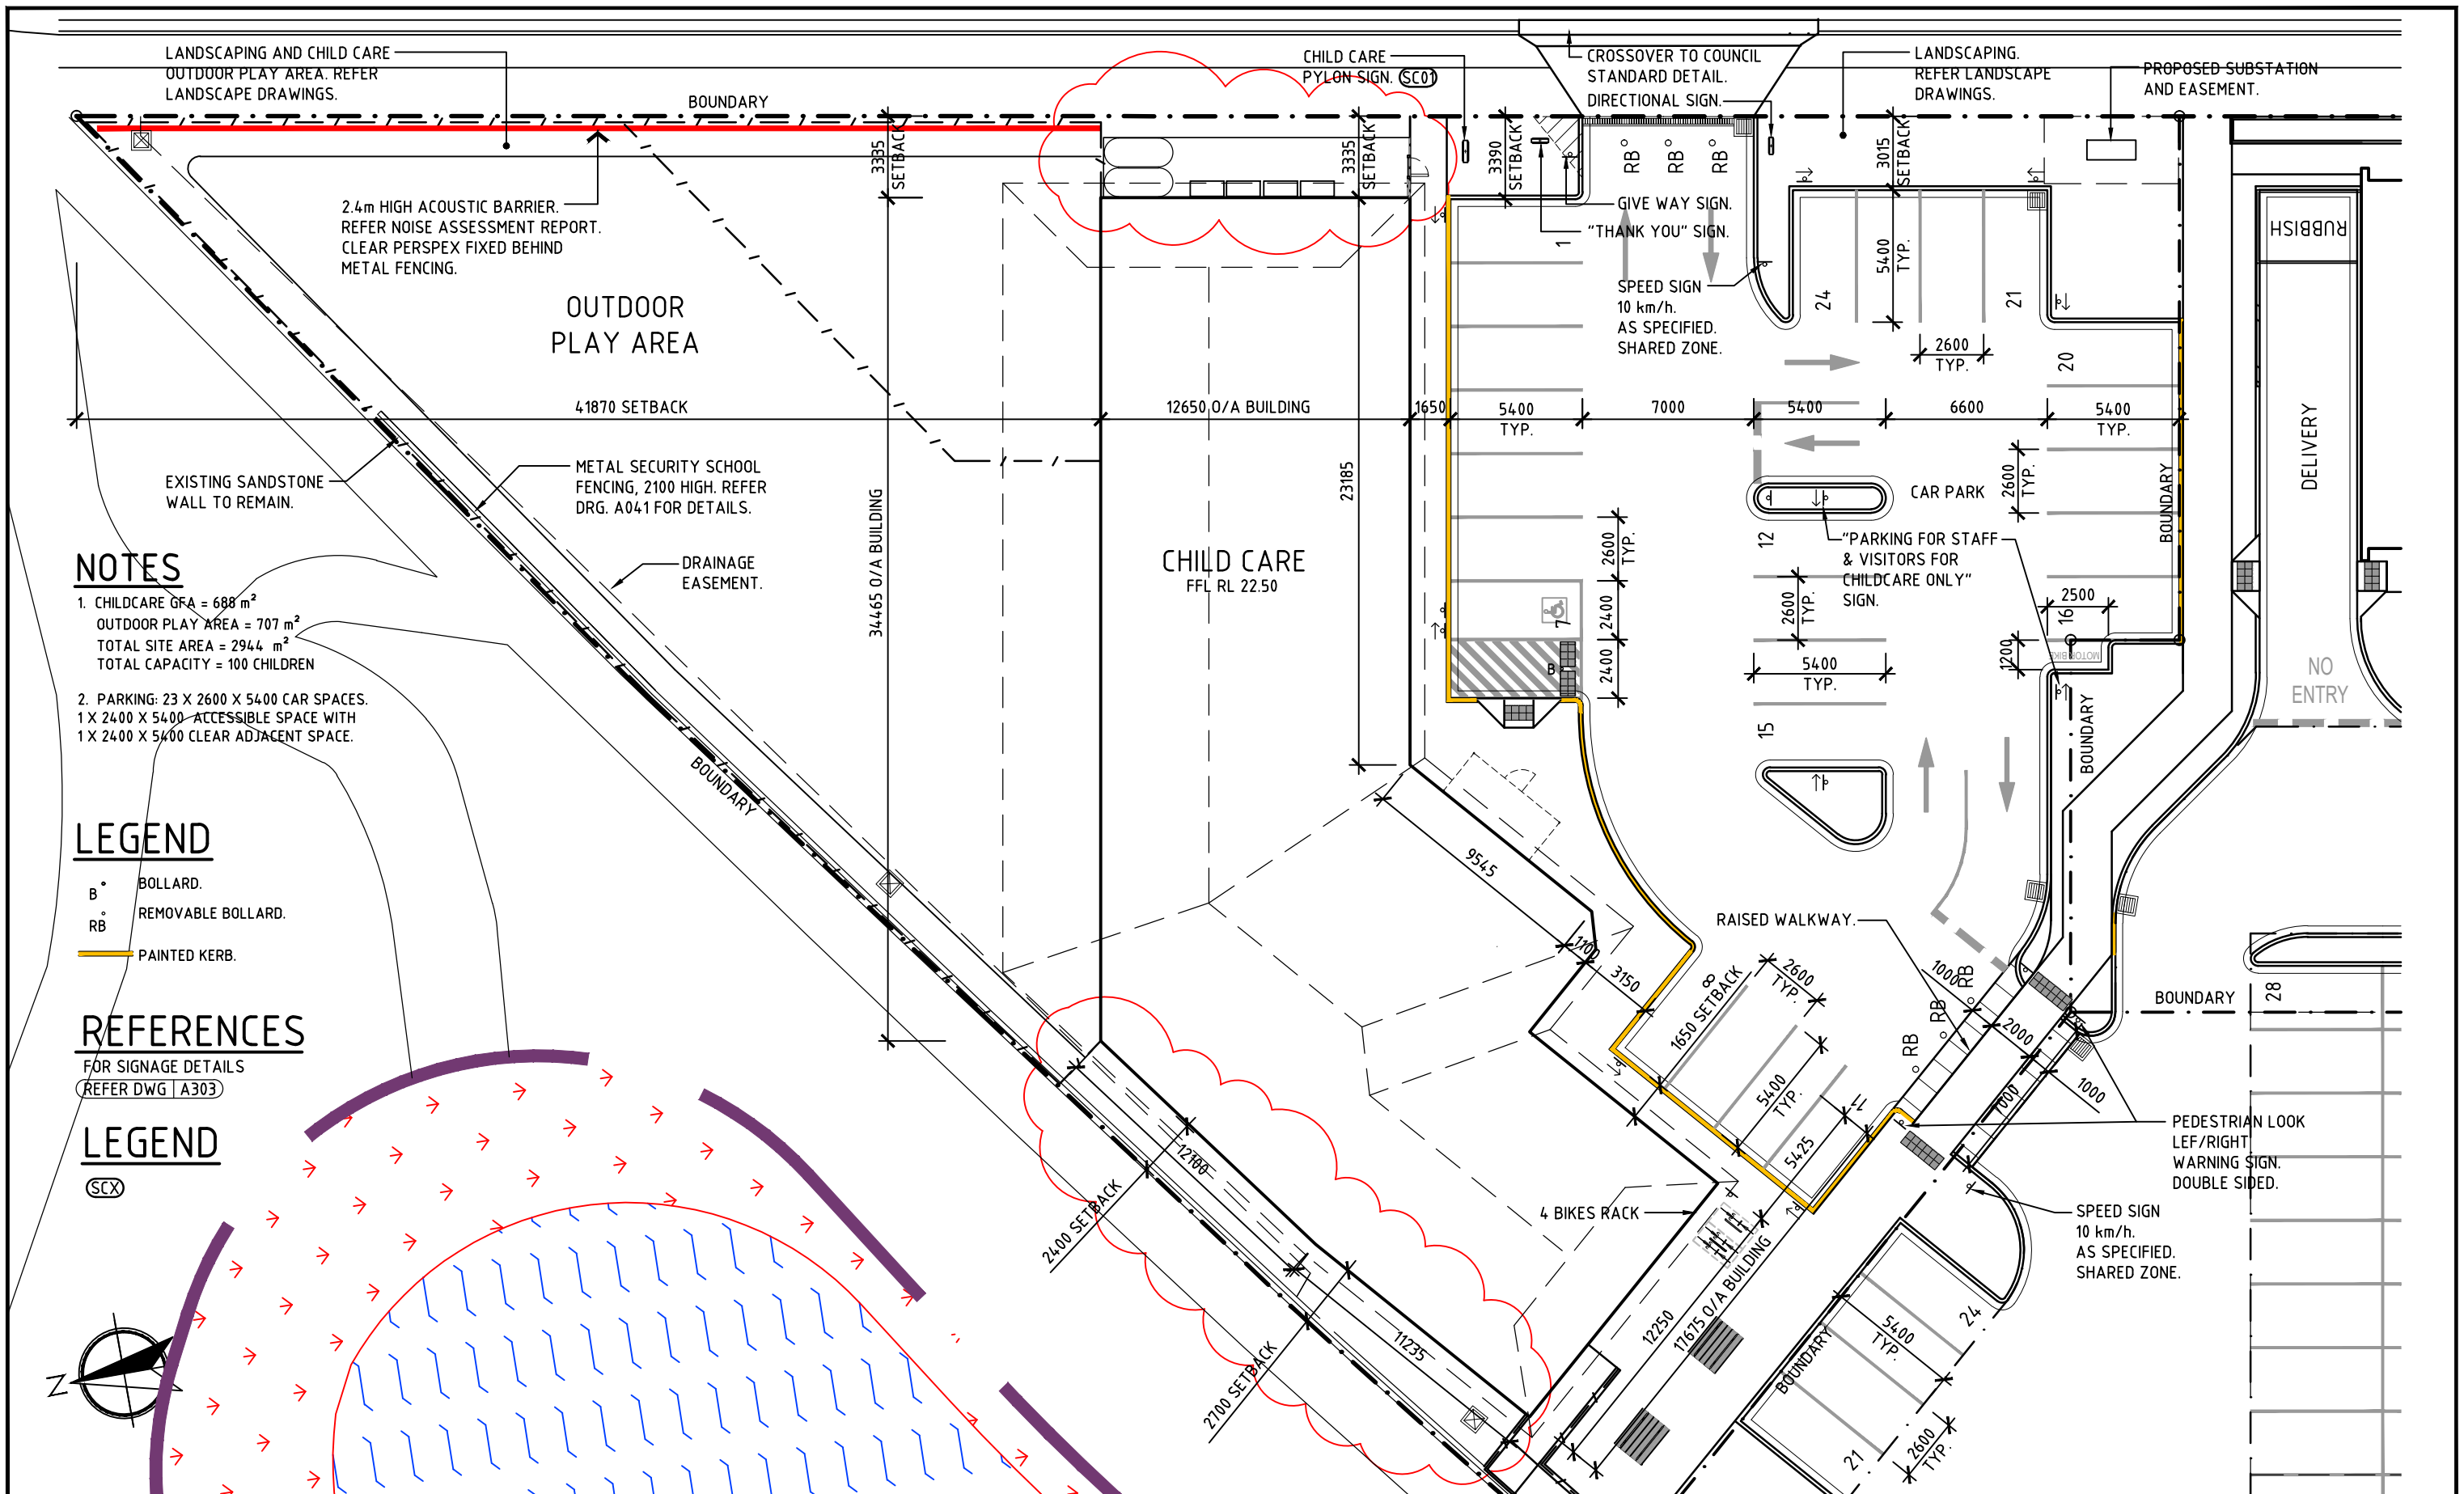 LANDSCAPING AND CHILD CARE
OUTDOOR PLAY AREA. REFER
LANDSCAPE DRAWINGS.
BOUNDARY
CHILD CARE
PYLON SIGN. SC01
CROSSOVER TO COUNCIL
STANDARD DETAIL.
DIRECTIONAL SIGN.
LANDSCAPING.
REFER LANDSCAPE
DRAWINGS.
PROPOSED SUBSTATION
AND EASEMENT.
3335
SETBACK
3335
SETBACK
3390
SETBACK
RB
RB
RB
3015
SETBACK
2.4m HIGH ACOUSTIC BARRIER.
REFER NOISE ASSESSMENT REPORT.
CLEAR PERSPEX FIXED BEHIND
METAL FENCING.
GIVE WAY SIGN.
"THANK YOU" SIGN.
1
SPEED SIGN
10 km/h.
AS SPECIFIED.
SHARED ZONE.
24
5400
TYP.
21
RUBBISH
OUTDOOR
PLAY AREA
2600
TYP.
20
41870 SETBACK
12650 O/A BUILDING
1650
5400
TYP.
7000
5400
6600
5400
TYP.
EXISTING SANDSTONE
WALL TO REMAIN.
METAL SECURITY SCHOOL
FENCING, 2100 HIGH. REFER
DRG. A041 FOR DETAILS.
23185
34465 O/A BUILDING
CAR PARK
2600
TYP.
BOUNDARY
DELIVERY
DRAINAGE
EASEMENT.
CHILD CARE
FFL RL 22.50
2600
TYP.
12
"PARKING FOR STAFF
& VISITORS FOR
CHILDCARE ONLY"
SIGN.
2600
TYP.
2400
7
2400
B
2500
16
1200
MOTOR BIKE
5400
TYP.
15
BOUNDARY
NO
ENTRY
NOTES
1. CHILDCARE GFA = 688 m²
OUTDOOR PLAY AREA = 707 m²
TOTAL SITE AREA = 2944 m²
TOTAL CAPACITY = 100 CHILDREN
2. PARKING: 23 X 2600 X 5400 CAR SPACES.
1 X 2400 X 5400 ACCESSIBLE SPACE WITH
1 X 2400 X 5400 CLEAR ADJACENT SPACE.
BOUNDARY
LEGEND
B BOLLARD.
RB REMOVABLE BOLLARD.
PAINTED KERB.
9545
1100
3150
RAISED WALKWAY.
8
1650 SETBACK
2600
TYP.
5400
TYP.
11
5425
1000
RB
RB
RB
2000
1000
1000
BOUNDARY
28
REFERENCES
FOR SIGNAGE DETAILS
REFER DWG A303
LEGEND
SCX
PEDESTRIAN LOOK
LEF/RIGHT
WARNING SIGN.
DOUBLE SIDED.
SPEED SIGN
10 km/h.
AS SPECIFIED.
SHARED ZONE.
12100
2400 SETBACK
4 BIKES RACK
12250
17675 O/A BUILDING
2700 SETBACK
11235
BOUNDARY
5400
TYP.
24
21
2600
TYP.
Z